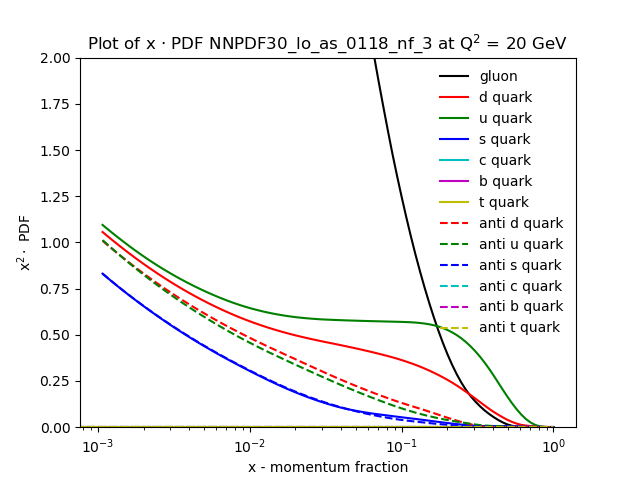 Plot of x · PDF NNPDF30_lo_as_0118_nf_3 at Q² = 20 GeV
2.00
1.75
1.50
1.25
1.00
0.75
0.50
0.25
0.00
x² · PDF
gluon
d quark
u quark
s quark
c quark
b quark
t quark
anti d quark
anti u quark
anti s quark
anti c quark
anti b quark
anti t quark
10⁻³ 10⁻² 10⁻¹ 10⁰
x - momentum fraction